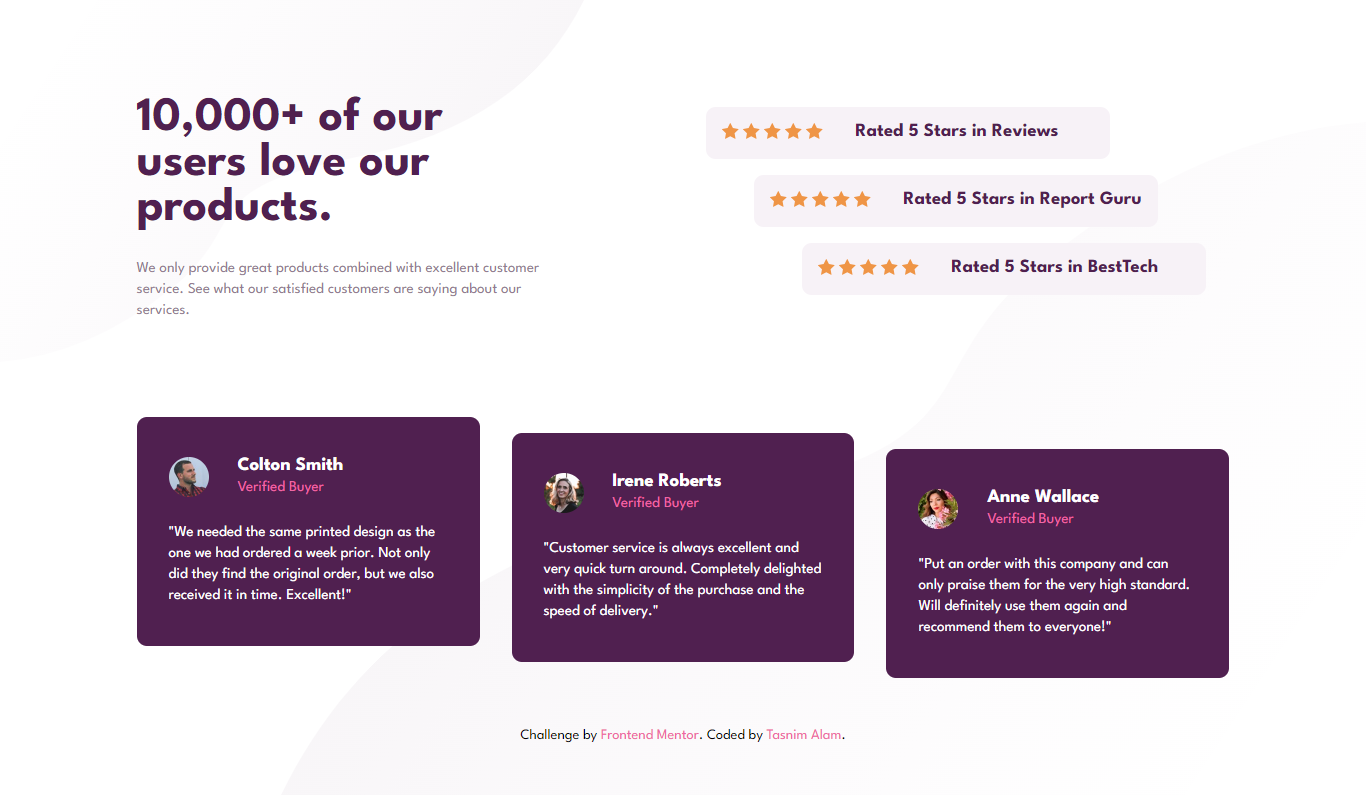 10,000+ of our
users love our
products.
We only provide great products combined with excellent customer
service. See what our satisfied customers are saying about our
services.
Rated 5 Stars in Reviews
Rated 5 Stars in Report Guru
Rated 5 Stars in BestTech
Colton Smith
Verified Buyer
"We needed the same printed design as the
one we had ordered a week prior. Not only
did they find the original order, but we also
received it in time. Excellent!"
Irene Roberts
Verified Buyer
"Customer service is always excellent and
very quick turn around. Completely delighted
with the simplicity of the purchase and the
speed of delivery."
Anne Wallace
Verified Buyer
"Put an order with this company and can
only praise them for the very high standard.
Will definitely use them again and
recommend them to everyone!"
Challenge by Frontend Mentor. Coded by Tasnim Alam.